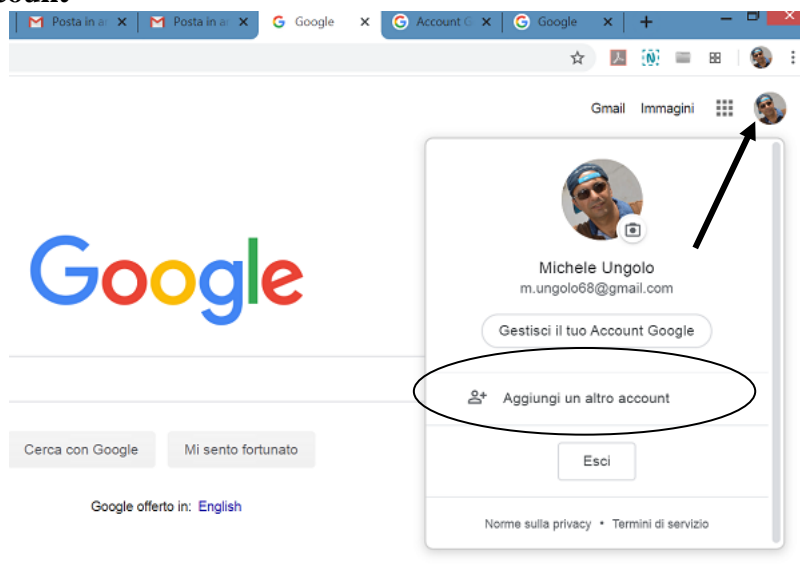 count
Posta in a
Posta in a
Google
Account G
Google
Gmail Immagini
Michele Ungolo
m.ungolo68@gmail.com
Gestisci il tuo Account Google
Google
Aggiungi un altro account
Cerca con Google
Mi sento fortunato
Esci
Google offerto in: English
Norme sulla privacy • Termini di servizio